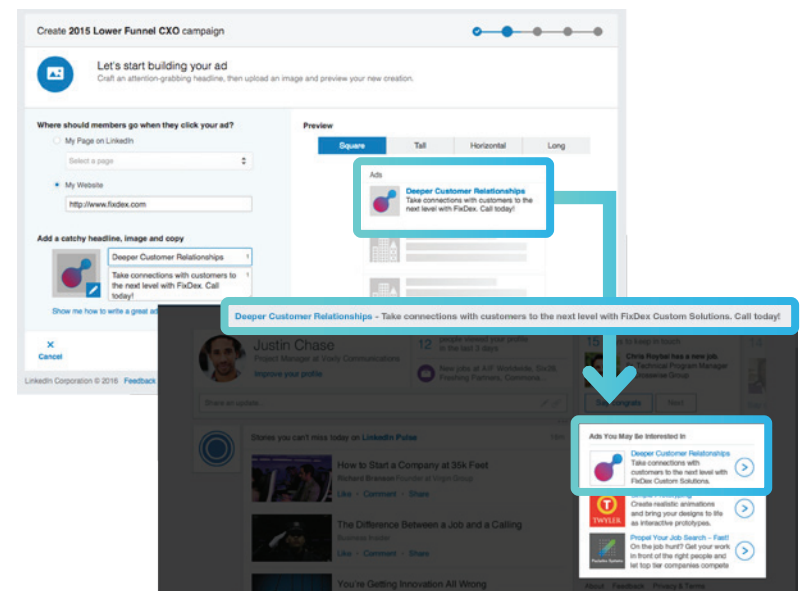 Create 2015 Lower Funnel CXO campaign
Let's start building your ad
Craft an attention-grabbing headline, then upload an image and preview your new creation.
Where should members go when they click your ad?
My Page on LinkedIn
Select a page
My Website
http://www.fixdex.com
Add a catchy headline, image and copy
Deeper Customer Relationships
Take connections with customers to
the next level with FixDex. Call
today!
Show me how to write a great ad
Cancel
LinkedIn Corporation © 2016 Feedback
Preview
Square Tall Horizontal Long
Ads
Deeper Customer Relationships
Take connections with customers to the
next level with FixDex. Call today!
Deeper Customer Relationships - Take connections with customers to the next level with FixDex Custom Solutions. Call today!
Justin Chase
Project Manager at Voxly Communications
Improve your profile
12 people viewed your profile
in the last 3 days
New jobs at
Finishing Partners,
15 to keep in touch
Chris Roybal has a new job
Technical Program Manager
Group
Say congrats Next
Share an update...
Stories you can't miss today on LinkedIn Pulse
How to Start a Company at 35k Feet
Richard Branson Founder at Virgin Group
Like • Comment • Share
The Difference Between a Job and a Calling
Business Insider
Like • Comment • Share
You're Getting Innovation All Wrong
Ads You May Be Interested In
Deeper Customer Relationships
Take connections with
customers to the next level with
FixDex Custom Solutions.
TWYLER
Create realistic animations
and bring your designs to life
as interactive prototypes.
Propel Your Job Search - Fast!
On the job hunt? Get your work
in front of the right people and
let top tier companies compete
About Feedback Privacy & Terms